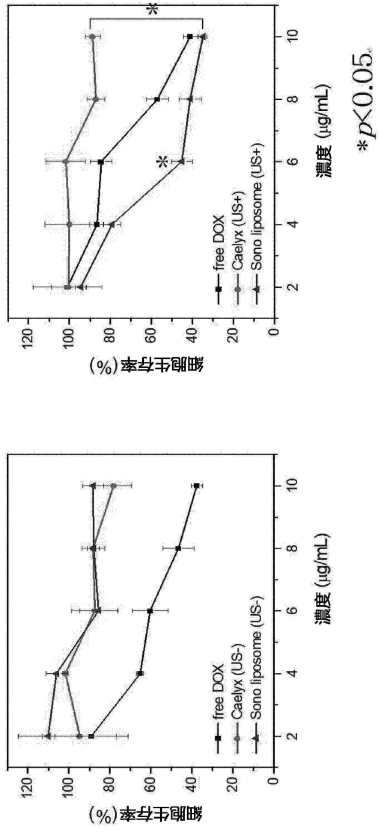 細胞生存率(%)
120
100
80
60
40
20
0
2
4
6
8
10
濃度 (μg/mL)
free DOX
Caelyx (US-)
Sono liposome (US-)
細胞生存率(%)
120
100
80
60
40
20
0
2
4
6
8
10
濃度 (μg/mL)
free DOX
Caelyx (US+)
Sono liposome (US+)
*
*
*p<0.05.